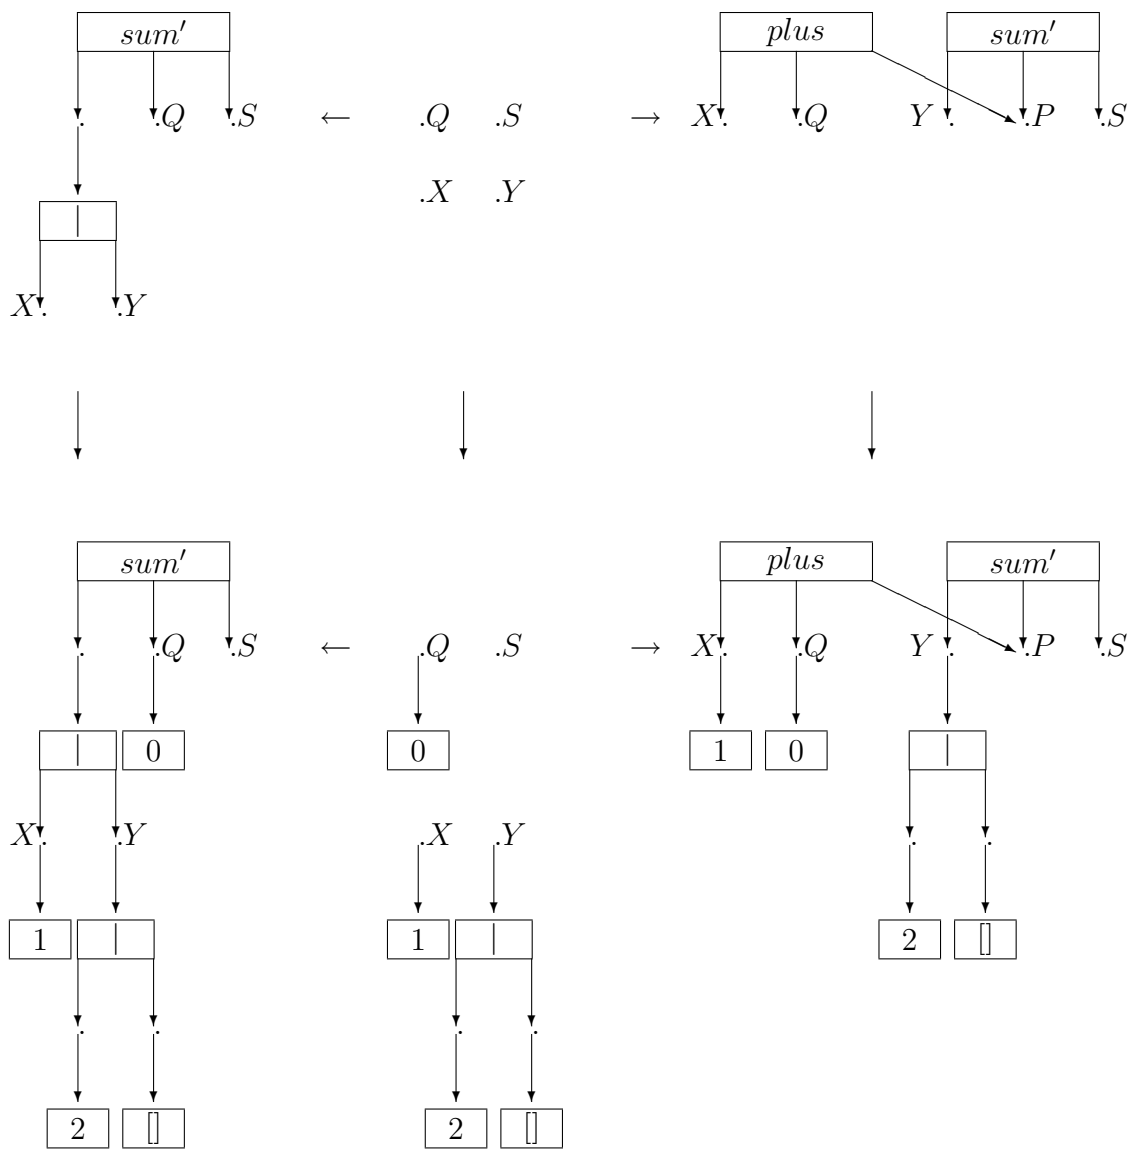 sum′ plus sum′
. .Q .S ← .Q .S → X. .Q Y . .P .S
| .X .Y
X. .Y
sum′ plus sum′
. .Q .S ← .Q .S → X. .Q Y . .P .S
| 0 0 1 0 |
X. .Y .X .Y . .
1 | 1 | 2 []
. . . .
2 [] 2 []